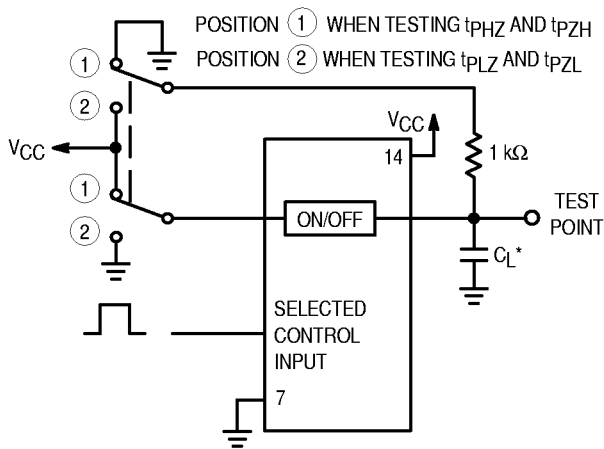 POSITION 1 WHEN TESTING tPHZ AND tPZH
POSITION 2 WHEN TESTING tPLZ AND tPZL
1
2
VCC
1
2
VCC
14
1 kΩ
ON/OFF
TEST
POINT
CL*
SELECTED
CONTROL
INPUT
7